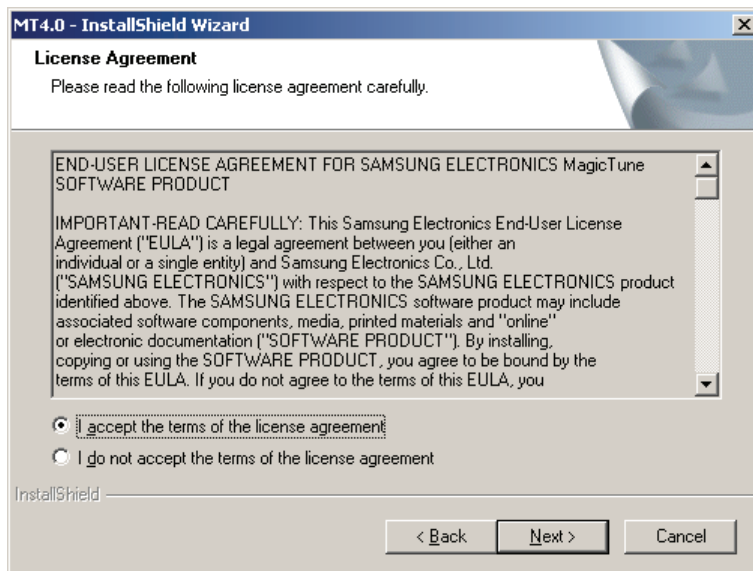 MT4.0 - InstallShield Wizard
License Agreement
Please read the following license agreement carefully.
END-USER LICENSE AGREEMENT FOR SAMSUNG ELECTRONICS MagicTune
SOFTWARE PRODUCT
IMPORTANT-READ CAREFULLY: This Samsung Electronics End-User License
Agreement ("EULA") is a legal agreement between you (either an
individual or a single entity) and Samsung Electronics Co., Ltd.
("SAMSUNG ELECTRONICS") with respect to the SAMSUNG ELECTRONICS product
identified above. The SAMSUNG ELECTRONICS software product may include
associated software components, media, printed materials and "online"
or electronic documentation ("SOFTWARE PRODUCT"). By installing,
copying or using the SOFTWARE PRODUCT, you agree to be bound by the
terms of this EULA. If you do not agree to the terms of this EULA, you
I accept the terms of the license agreement
I do not accept the terms of the license agreement
InstallShield
< Back Next > Cancel